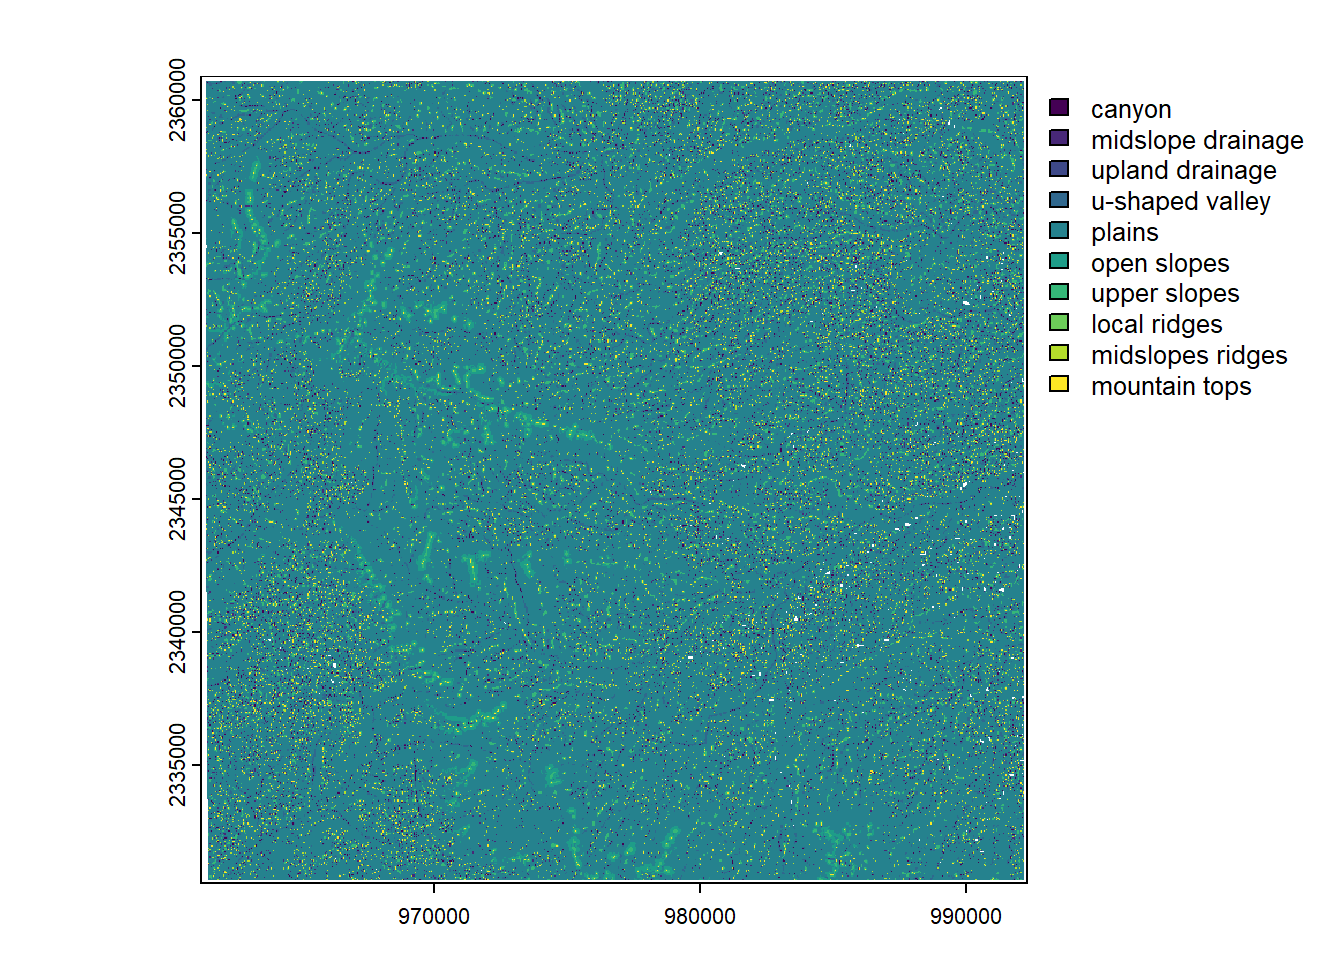 2360000
2355000
2350000
2345000
2340000
2335000
970000
980000
990000
canyon
midslope drainage
upland drainage
u-shaped valley
plains
open slopes
upper slopes
local ridges
midslopes ridges
mountain tops